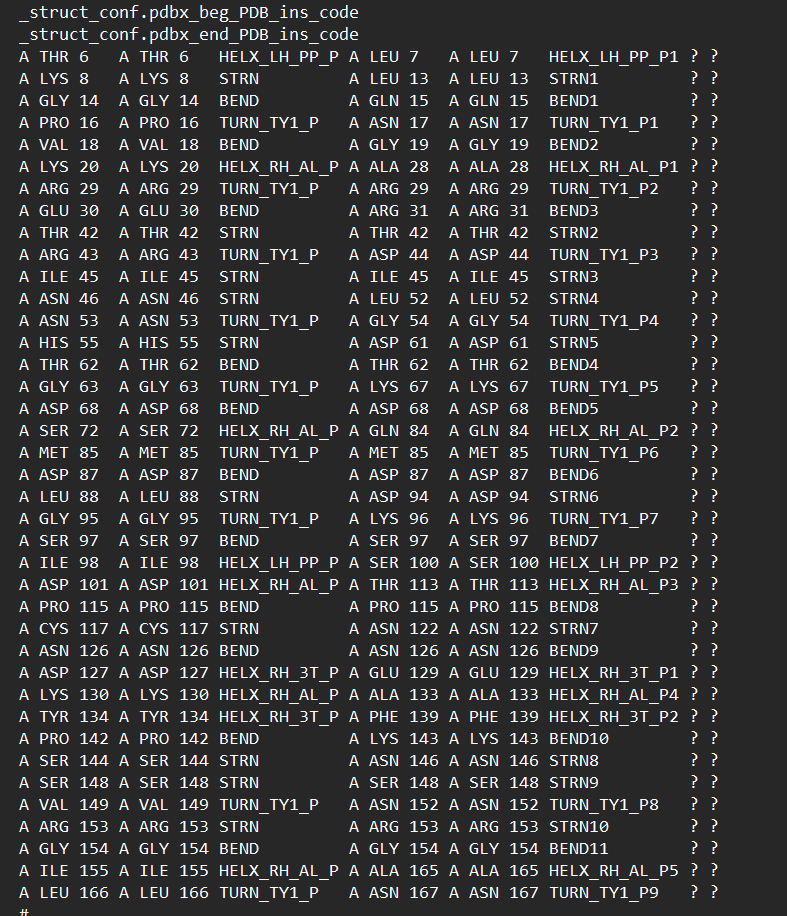 _struct_conf.pdbx_beg_PDB_ins_code
_struct_conf.pdbx_end_PDB_ins_code
A THR 6   A THR 6   HELX_LH_PP_P A LEU 7   A LEU 7   HELX_LH_PP_P1 ? ?
A LYS 8   A LYS 8   STRN         A LEU 13  A LEU 13  STRN1         ? ?
A GLY 14  A GLY 14  BEND         A GLN 15  A GLN 15  BEND1         ? ?
A PRO 16  A PRO 16  TURN_TY1_P   A ASN 17  A ASN 17  TURN_TY1_P1   ? ?
A VAL 18  A VAL 18  BEND         A GLY 19  A GLY 19  BEND2         ? ?
A LYS 20  A LYS 20  HELX_RH_AL_P A ALA 28  A ALA 28  HELX_RH_AL_P1 ? ?
A ARG 29  A ARG 29  TURN_TY1_P   A ARG 29  A ARG 29  TURN_TY1_P2   ? ?
A GLU 30  A GLU 30  BEND         A ARG 31  A ARG 31  BEND3         ? ?
A THR 42  A THR 42  STRN         A THR 42  A THR 42  STRN2         ? ?
A ARG 43  A ARG 43  TURN_TY1_P   A ASP 44  A ASP 44  TURN_TY1_P3   ? ?
A ILE 45  A ILE 45  STRN         A ILE 45  A ILE 45  STRN3         ? ?
A ASN 46  A ASN 46  STRN         A LEU 52  A LEU 52  STRN4         ? ?
A ASN 53  A ASN 53  TURN_TY1_P   A GLY 54  A GLY 54  TURN_TY1_P4   ? ?
A HIS 55  A HIS 55  STRN         A ASP 61  A ASP 61  STRN5         ? ?
A THR 62  A THR 62  BEND         A THR 62  A THR 62  BEND4         ? ?
A GLY 63  A GLY 63  TURN_TY1_P   A LYS 67  A LYS 67  TURN_TY1_P5   ? ?
A ASP 68  A ASP 68  BEND         A ASP 68  A ASP 68  BEND5         ? ?
A SER 72  A SER 72  HELX_RH_AL_P A GLN 84  A GLN 84  HELX_RH_AL_P2 ? ?
A MET 85  A MET 85  TURN_TY1_P   A MET 85  A MET 85  TURN_TY1_P6   ? ?
A ASP 87  A ASP 87  BEND         A ASP 87  A ASP 87  BEND6         ? ?
A LEU 88  A LEU 88  STRN         A ASP 94  A ASP 94  STRN6         ? ?
A GLY 95  A GLY 95  TURN_TY1_P   A LYS 96  A LYS 96  TURN_TY1_P7   ? ?
A SER 97  A SER 97  BEND         A SER 97  A SER 97  BEND7         ? ?
A ILE 98  A ILE 98  HELX_LH_PP_P A SER 100 A SER 100 HELX_LH_PP_P2 ? ?
A ASP 101 A ASP 101 HELX_RH_AL_P A THR 113 A THR 113 HELX_RH_AL_P3 ? ?
A PRO 115 A PRO 115 BEND         A PRO 115 A PRO 115 BEND8         ? ?
A CYS 117 A CYS 117 STRN         A ASN 122 A ASN 122 STRN7         ? ?
A ASN 126 A ASN 126 BEND         A ASN 126 A ASN 126 BEND9         ? ?
A ASP 127 A ASP 127 HELX_RH_3T_P A GLU 129 A GLU 129 HELX_RH_3T_P1 ? ?
A LYS 130 A LYS 130 HELX_RH_AL_P A ALA 133 A ALA 133 HELX_RH_AL_P4 ? ?
A TYR 134 A TYR 134 HELX_RH_3T_P A PHE 139 A PHE 139 HELX_RH_3T_P2 ? ?
A PRO 142 A PRO 142 BEND         A LYS 143 A LYS 143 BEND10        ? ?
A SER 144 A SER 144 STRN         A ASN 146 A ASN 146 STRN8         ? ?
A SER 148 A SER 148 STRN         A SER 148 A SER 148 STRN9         ? ?
A VAL 149 A VAL 149 TURN_TY1_P   A ASN 152 A ASN 152 TURN_TY1_P8   ? ?
A ARG 153 A ARG 153 STRN         A ARG 153 A ARG 153 STRN10        ? ?
A GLY 154 A GLY 154 BEND         A GLY 154 A GLY 154 BEND11        ? ?
A ILE 155 A ILE 155 HELX_RH_AL_P A ALA 165 A ALA 165 HELX_RH_AL_P5 ? ?
A LEU 166 A LEU 166 TURN_TY1_P   A ASN 167 A ASN 167 TURN_TY1_P9   ? ?
#